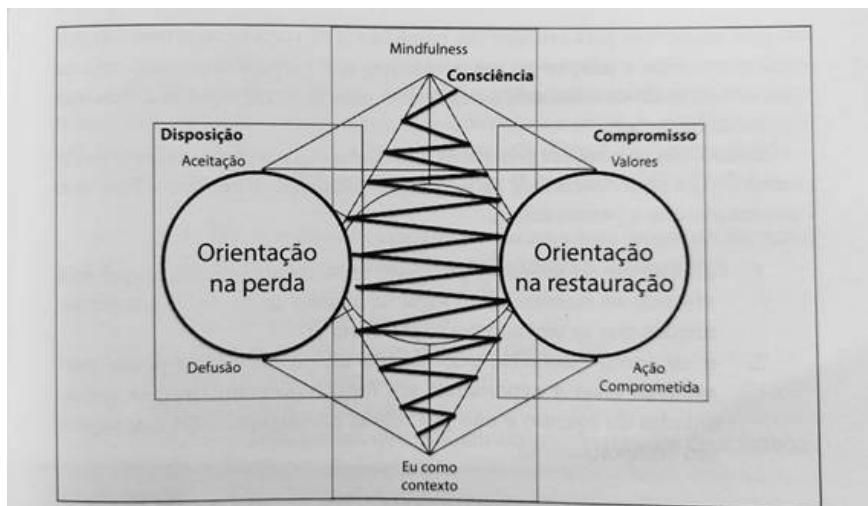 Mindfulness
Consciência
Disposição
Aceitação
Compromisso
Valores
Orientação
na perda
Orientação
na restauração
Defusão
Ação
Comprometida
Eu como
contexto